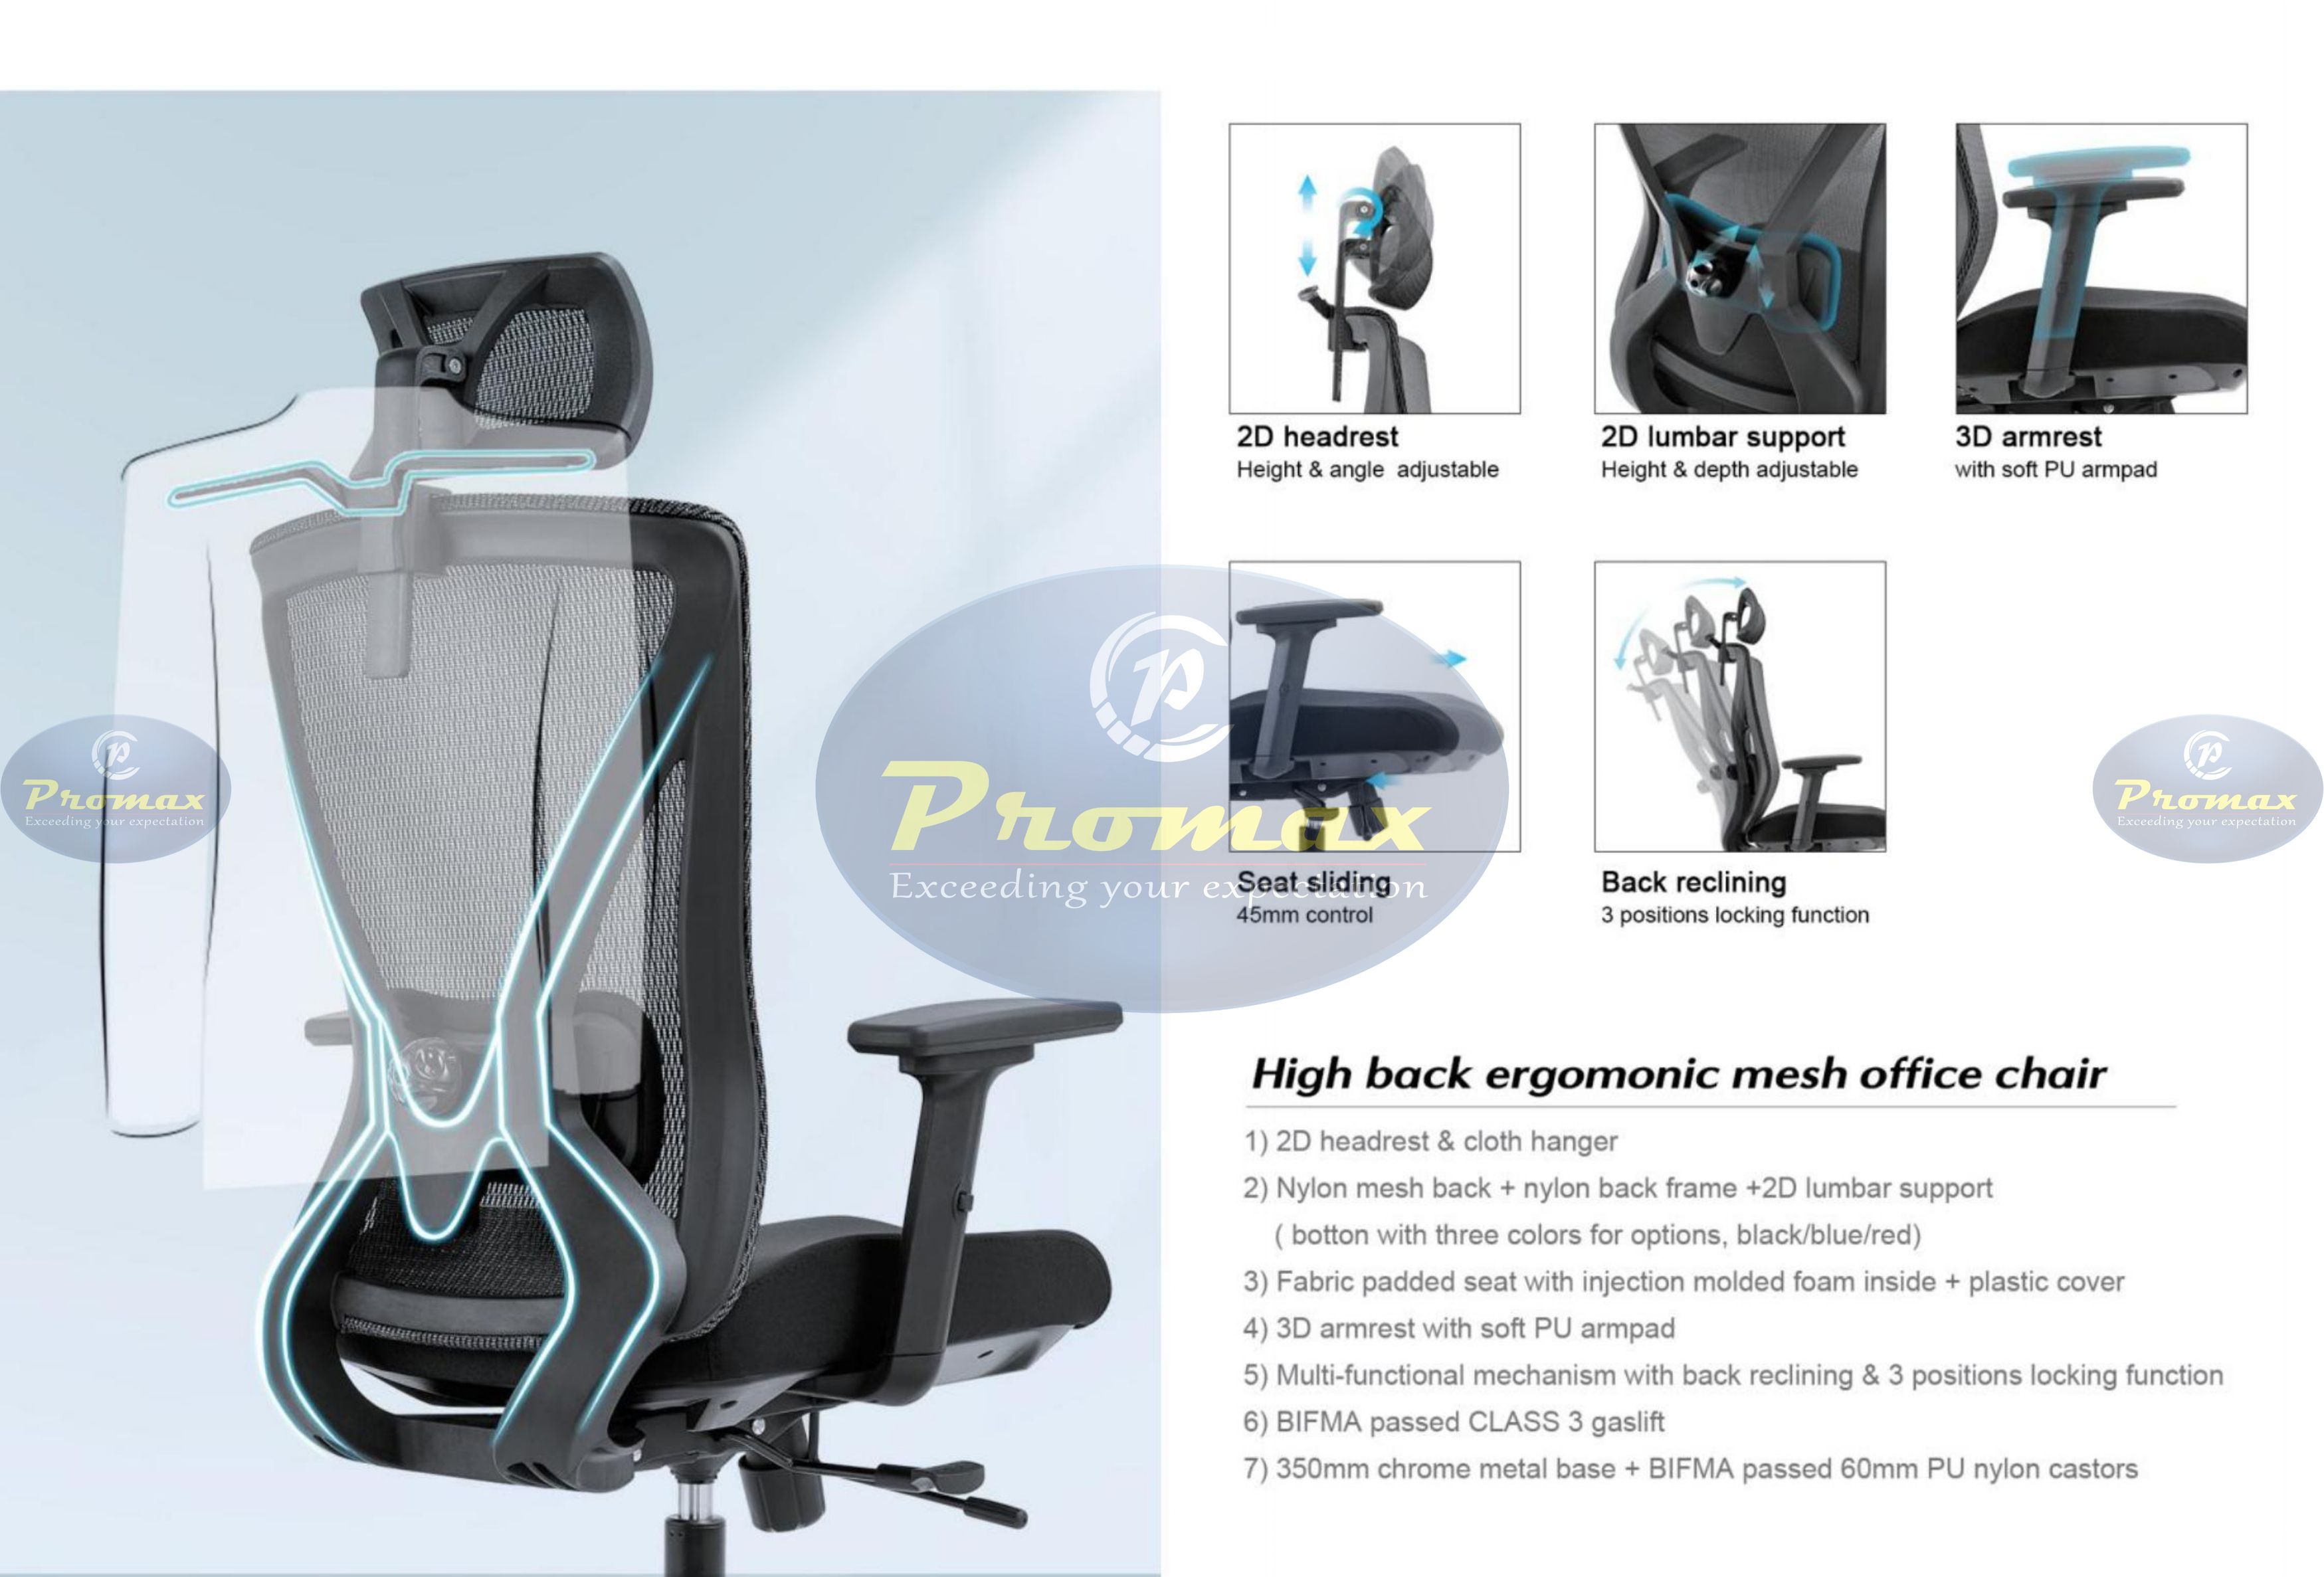 2D headrest
Height & angle adjustable
2D lumbar support
Height & depth adjustable
3D armrest
with soft PU armpad
Promax
Exceeding your expectation
Promax
Exceeding your expectation
Promax
Exceeding your expectation
Seat sliding
45mm control
Back reclining
3 positions locking function
High back ergomonic mesh office chair
1) 2D headrest & cloth hanger
2) Nylon mesh back + nylon back frame +2D lumbar support
( botton with three colors for options, black/blue/red)
3) Fabric padded seat with injection molded foam inside + plastic cover
4) 3D armrest with soft PU armpad
5) Multi-functional mechanism with back reclining & 3 positions locking function
6) BIFMA passed CLASS 3 gaslift
7) 350mm chrome metal base + BIFMA passed 60mm PU nylon castors